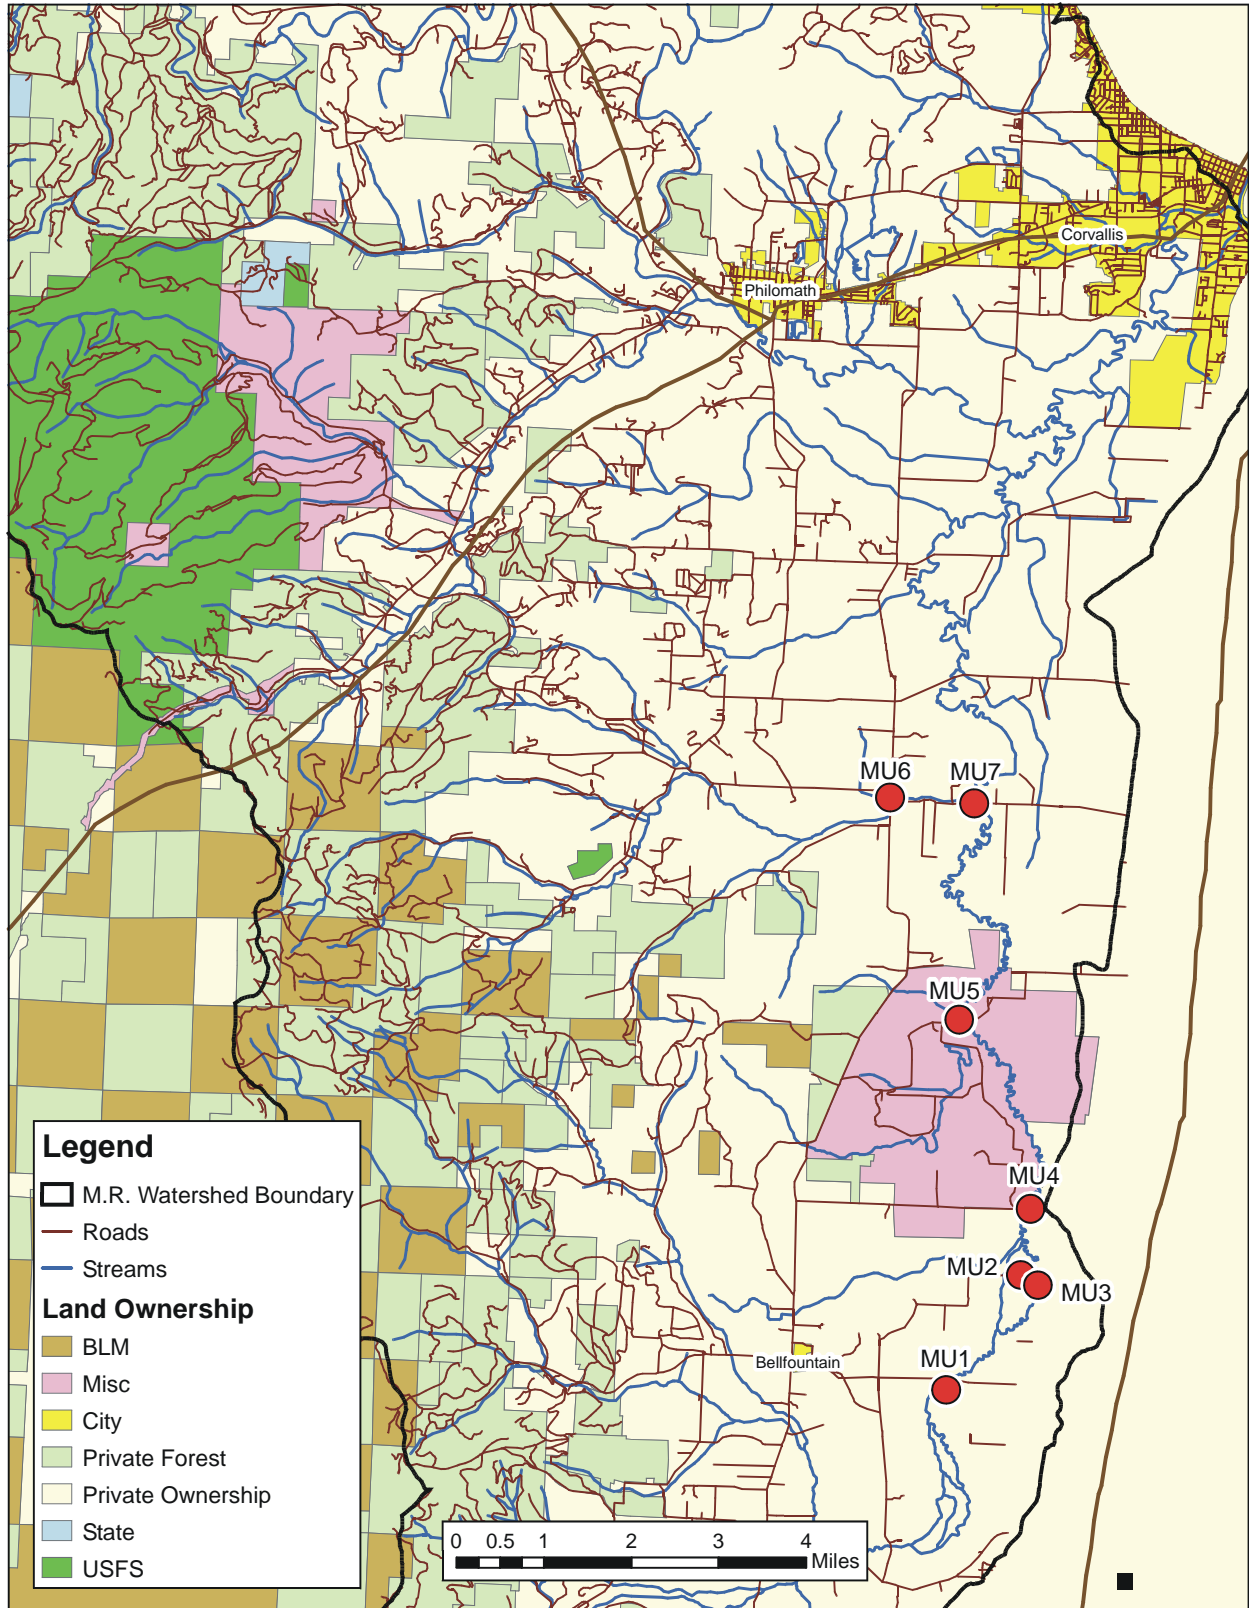 Corvallis
Philomath
MU6
MU7
MU5
MU4
MU2
MU3
MU1
Bellfountain
Legend
M.R. Watershed Boundary
Roads
Streams
Land Ownership
BLM
Misc
City
Private Forest
Private Ownership
State
USFS
0 0.5 1 2 3 4
Miles